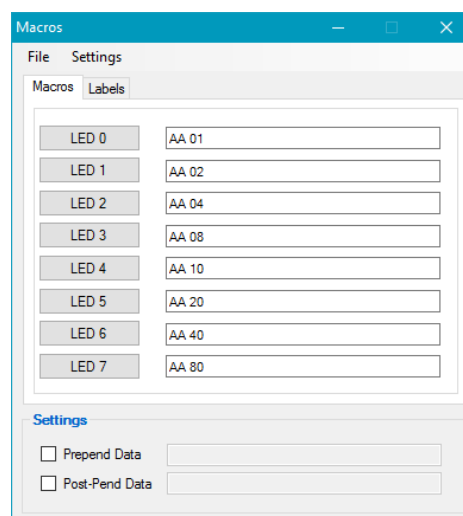 Macros
File Settings
Macros Labels
LED 0 AA 01
LED 1 AA 02
LED 2 AA 04
LED 3 AA 08
LED 4 AA 10
LED 5 AA 20
LED 6 AA 40
LED 7 AA 80
Settings
Prepend Data
Post-Pend Data